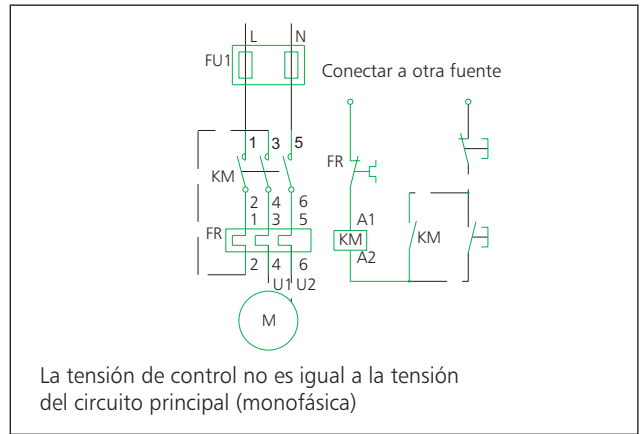 L N
FU1
Conectar a otra fuente
1 3 5
KM
FR
2 4 6
1 3 5
FR
A1
KM
A2
KM
2 4 6
U1 U2
M
La tensión de control no es igual a la tensión
del circuito principal (monofásica)